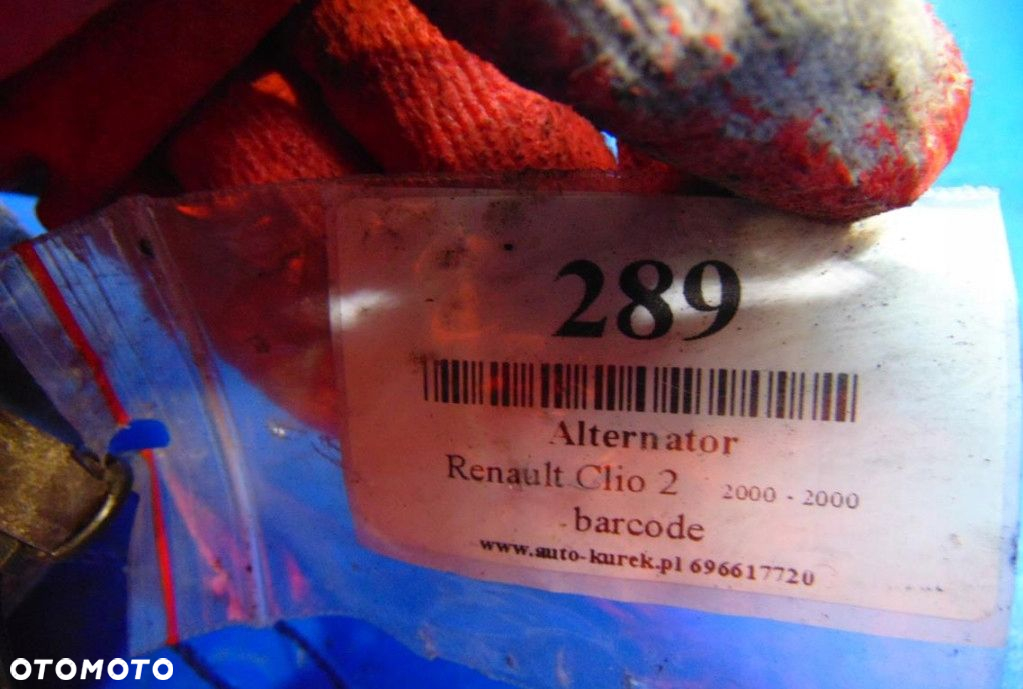 289
Alternator
Renault Clio 2 2000 - 2000
barcode
www.auto-kurek.pl 696617720
OTOMOTO